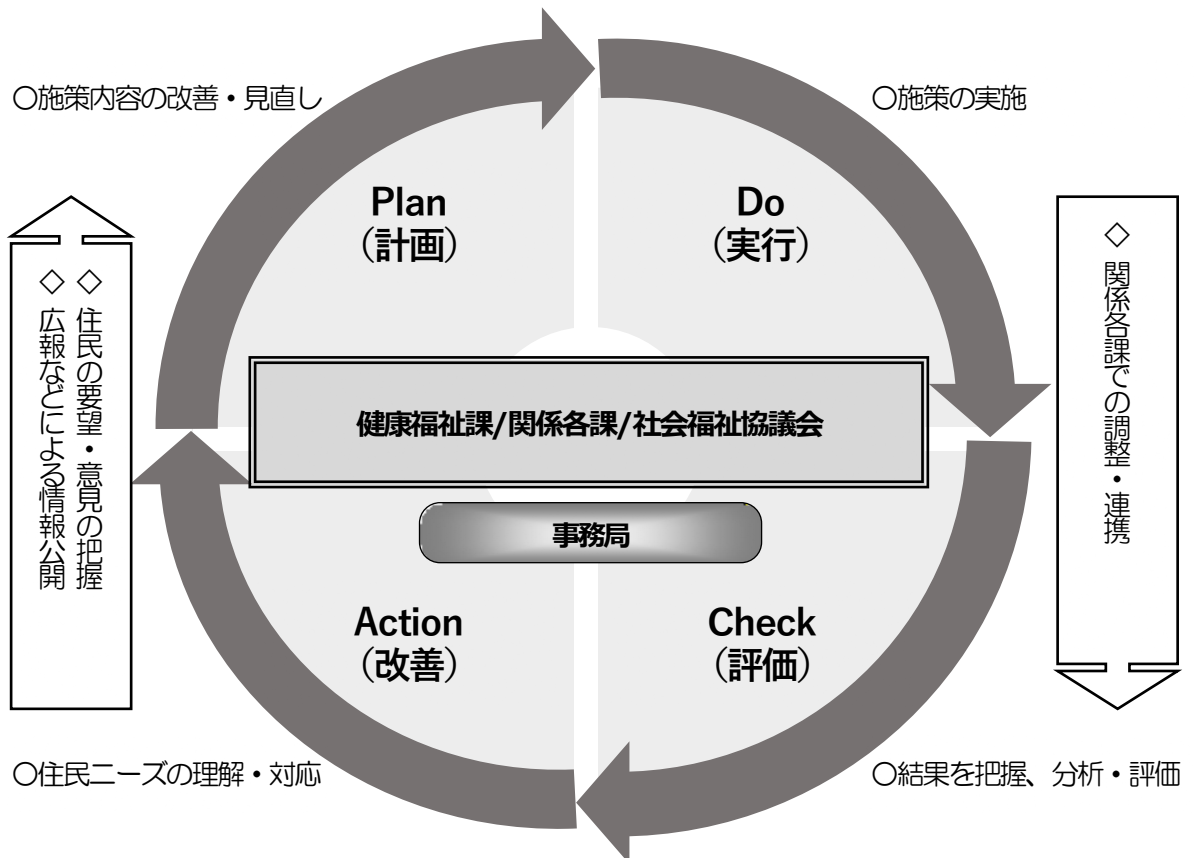 〇施策内容の改善・見直し
〇施策の実施
Plan
（計画）
Do
（実行）
◇ 住民の要望・意見の把握
◇ 広報などによる情報公開
◇ 関係各課での調整・連携
健康福祉課/関係各課/社会福祉協議会
事務局
Action
（改善）
Check
（評価）
〇住民ニーズの理解・対応
〇結果を把握、分析・評価